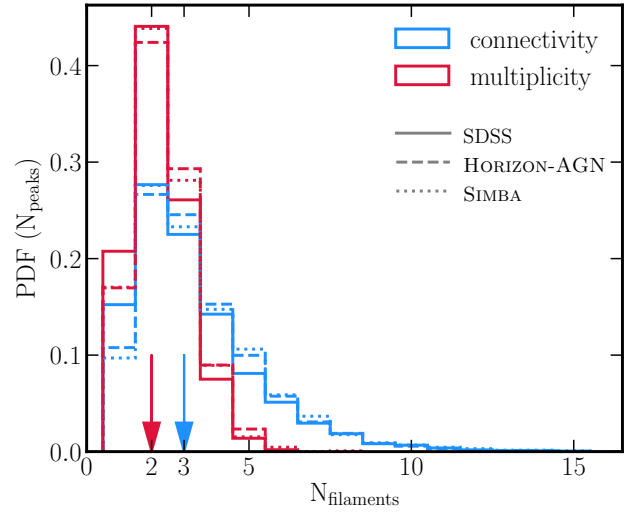 connectivity
multiplicity
SDSS
HORIZON-AGN
SIMBA
PDF (N_peaks)
0.4
0.3
0.2
0.1
0.0
0 2 3 5 10 15
N_filaments